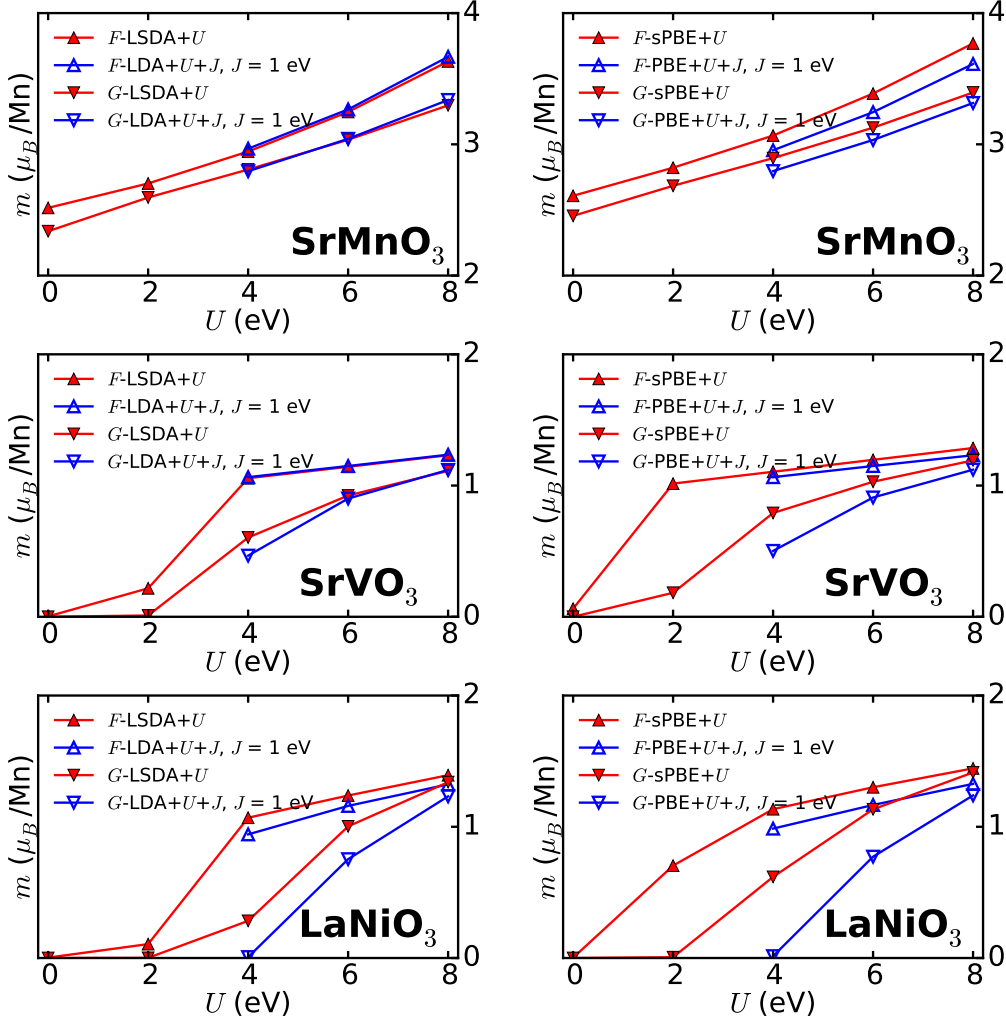 F-LSDA+U
F-LDA+U+J, J = 1 eV
G-LSDA+U
G-LDA+U+J, J = 1 eV
SrMnO3
m (μB/Mn)
4
3
2
0 2 4 6 8
U (eV)
F-sPBE+U
F-PBE+U+J, J = 1 eV
G-sPBE+U
G-PBE+U+J, J = 1 eV
SrMnO3
m (μB/Mn)
4
3
2
0 2 4 6 8
U (eV)
F-LSDA+U
F-LDA+U+J, J = 1 eV
G-LSDA+U
G-LDA+U+J, J = 1 eV
SrVO3
m (μB/Mn)
2
1
0
0 2 4 6 8
U (eV)
F-sPBE+U
F-PBE+U+J, J = 1 eV
G-sPBE+U
G-PBE+U+J, J = 1 eV
SrVO3
m (μB/Mn)
2
1
0
0 2 4 6 8
U (eV)
F-LSDA+U
F-LDA+U+J, J = 1 eV
G-LSDA+U
G-LDA+U+J, J = 1 eV
LaNiO3
m (μB/Mn)
2
1
0
0 2 4 6 8
U (eV)
F-sPBE+U
F-PBE+U+J, J = 1 eV
G-sPBE+U
G-PBE+U+J, J = 1 eV
LaNiO3
m (μB/Mn)
2
1
0
0 2 4 6 8
U (eV)